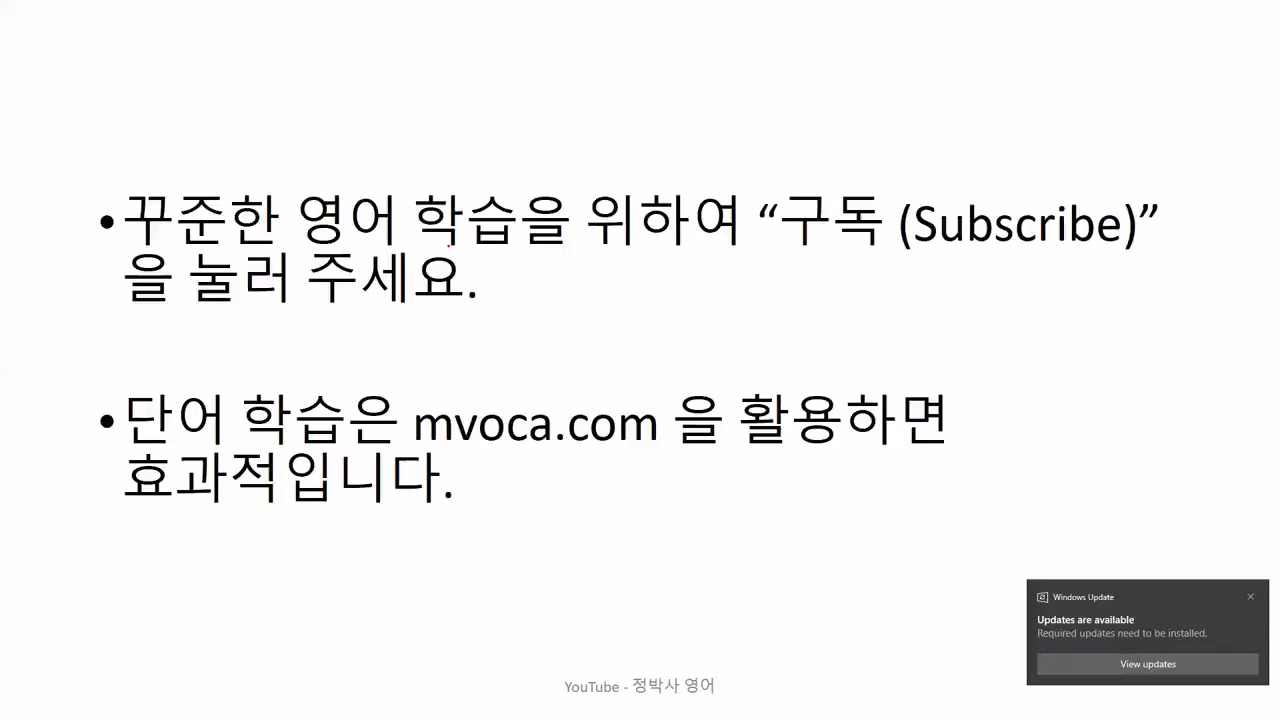 •꾸준한 영어 학습을 위하여 “구독 (Subscribe)”
을 눌러 주세요.
•단어 학습은 mvoca.com 을 활용하면
효과적입니다.
Windows Update
Updates are available
Required updates need to be installed.
View updates
YouTube - 정박사 영어